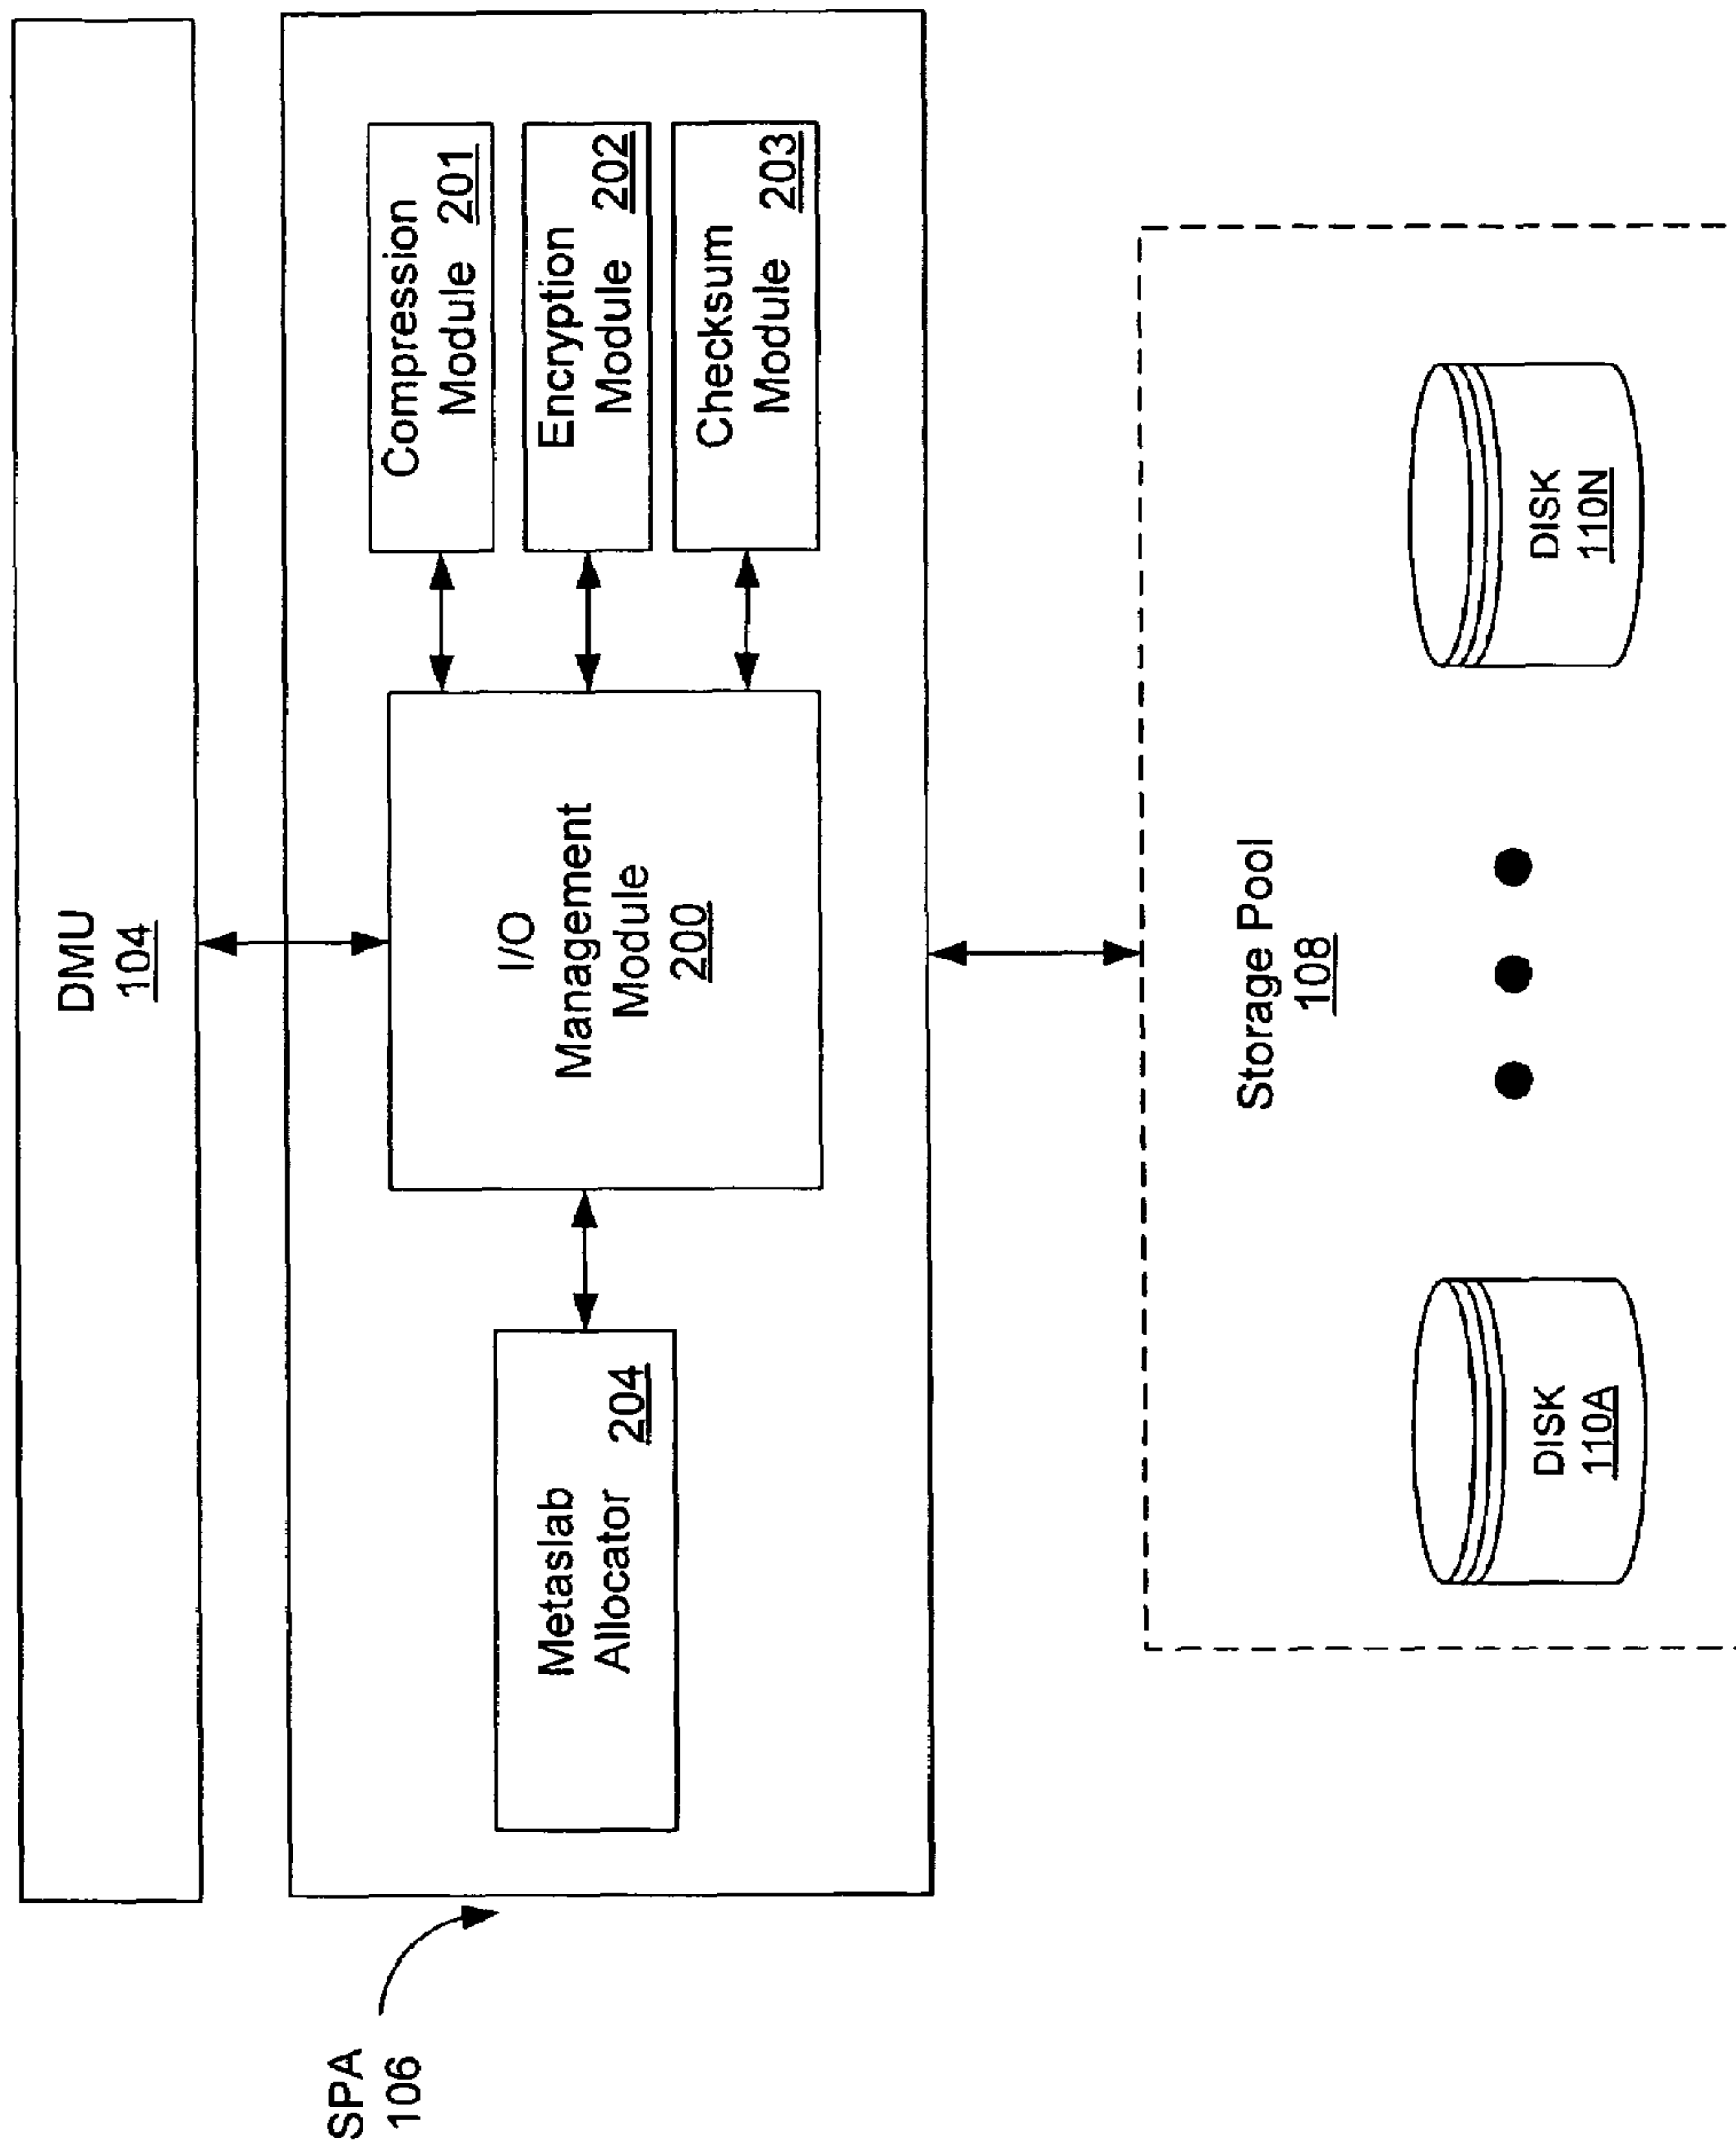 DMU
104
SPA
106
Metaslab
Allocator 204
I/O
Management
Module
200
Compression
Module 201
Encryption
Module 202
Checksum
Module 203
Storage Pool
108
DISK
110A
DISK
110N